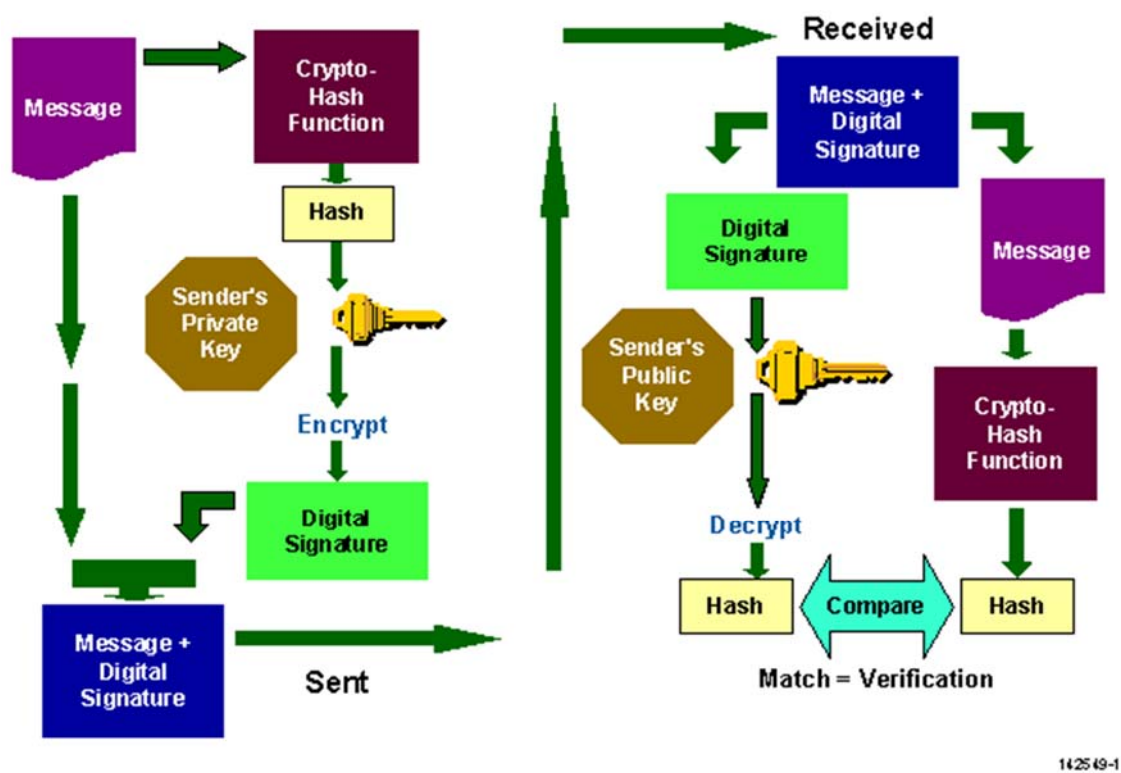 Message
Crypto-
Hash
Function
Hash
Sender's
Private
Key
Encrypt
Digital
Signature
Message +
Digital
Signature
Sent
Received
Message +
Digital
Signature
Digital
Signature
Message
Sender's
Public
Key
Crypto-
Hash
Function
Decrypt
Hash
Compare
Hash
Match = Verification
142549-1